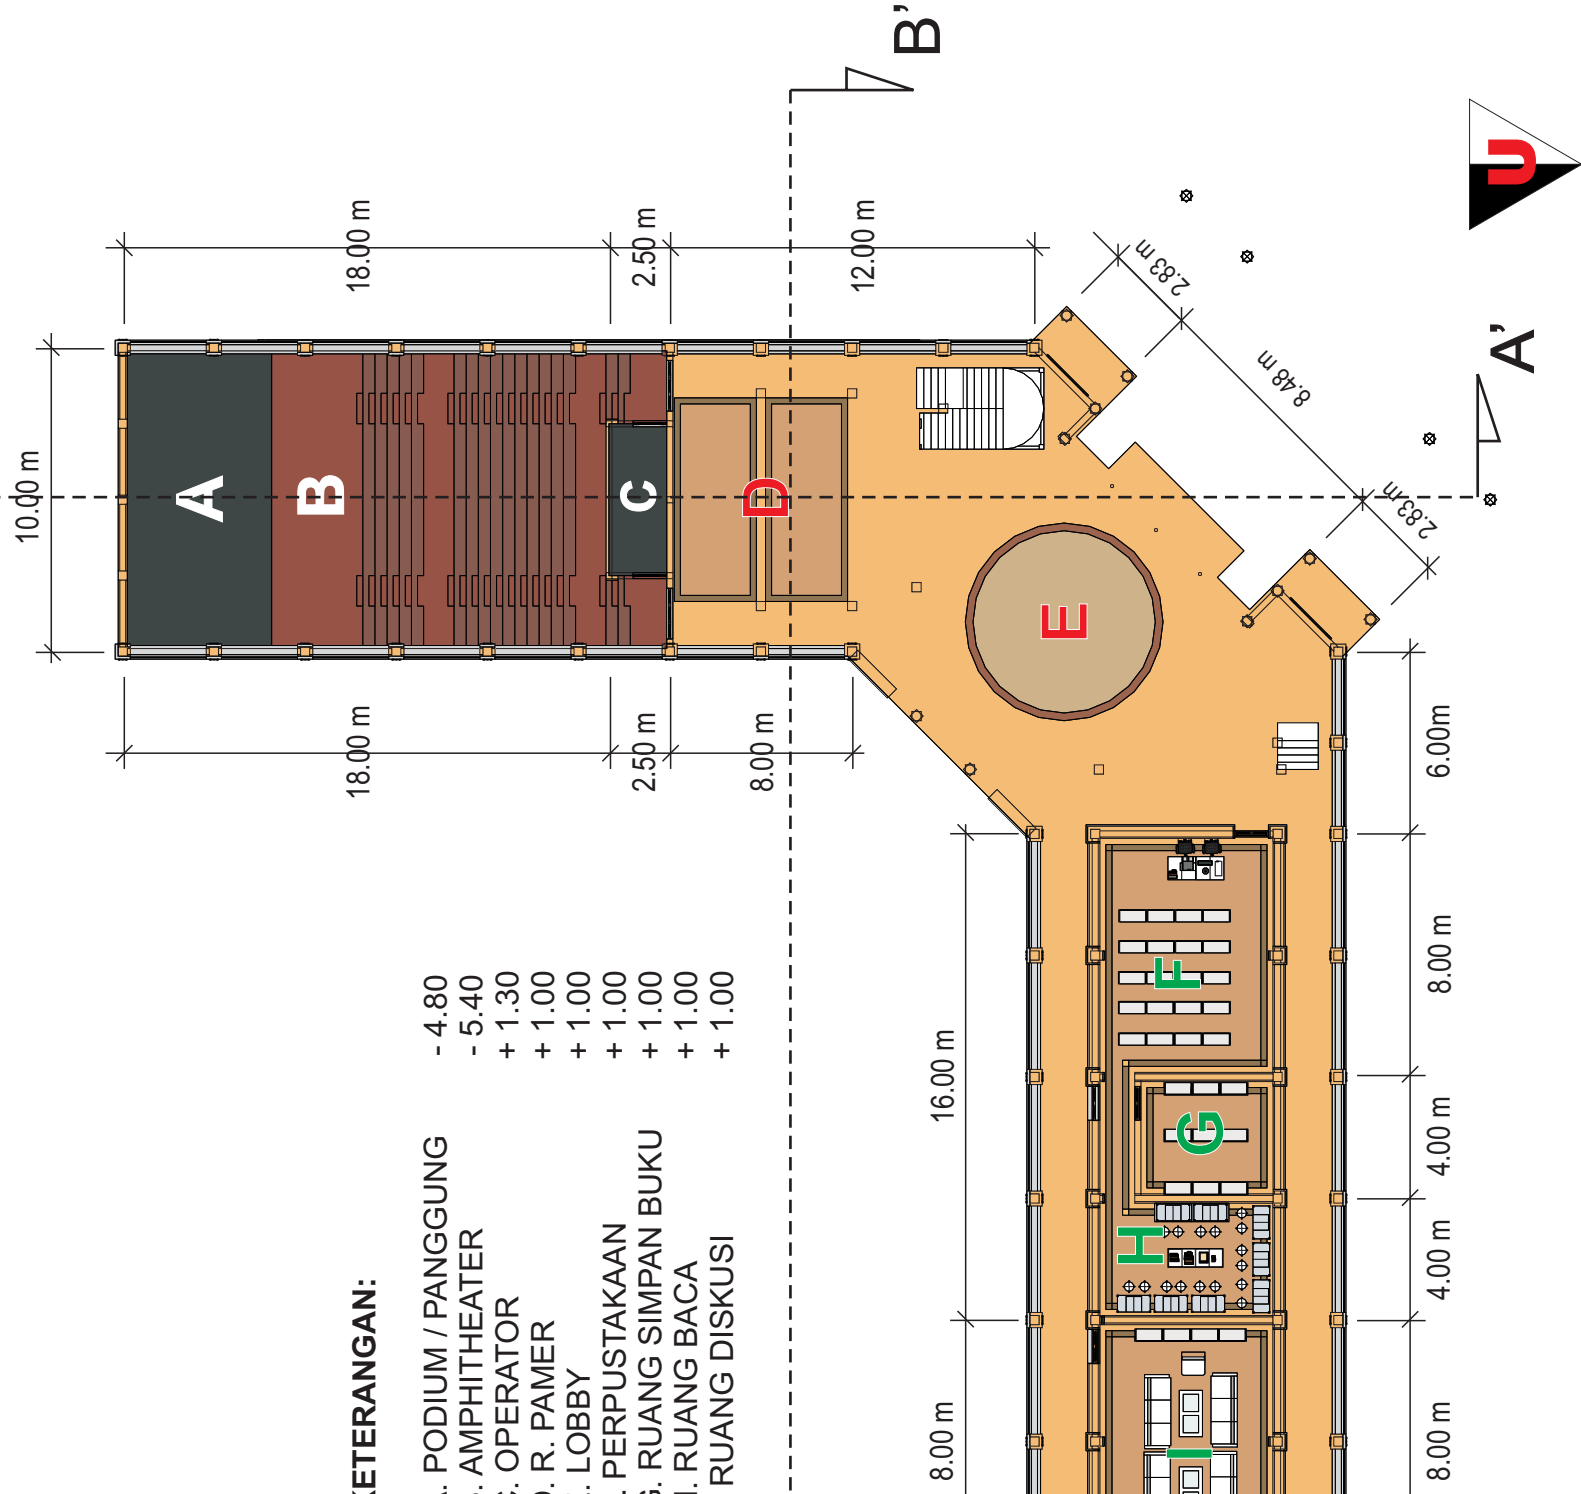 B'
A'
U
10.00 m
18.00 m
2.50 m
12.00 m
2.83 m
8.48 m
2.83 m
A
B
C
D
E
F
G
H
I
18.00 m
2.50 m
8.00 m
6.00m
8.00 m
4.00 m
4.00 m
8.00 m
16.00 m
8.00 m
KETERANGAN:
. PODIUM / PANGGUNG - 4.80
. AMPHITHEATER - 5.40
. OPERATOR + 1.30
. R. PAMER + 1.00
. LOBBY + 1.00
. PERPUSTAKAAN + 1.00
. RUANG SIMPAN BUKU + 1.00
. RUANG BACA + 1.00
RUANG DISKUSI + 1.00